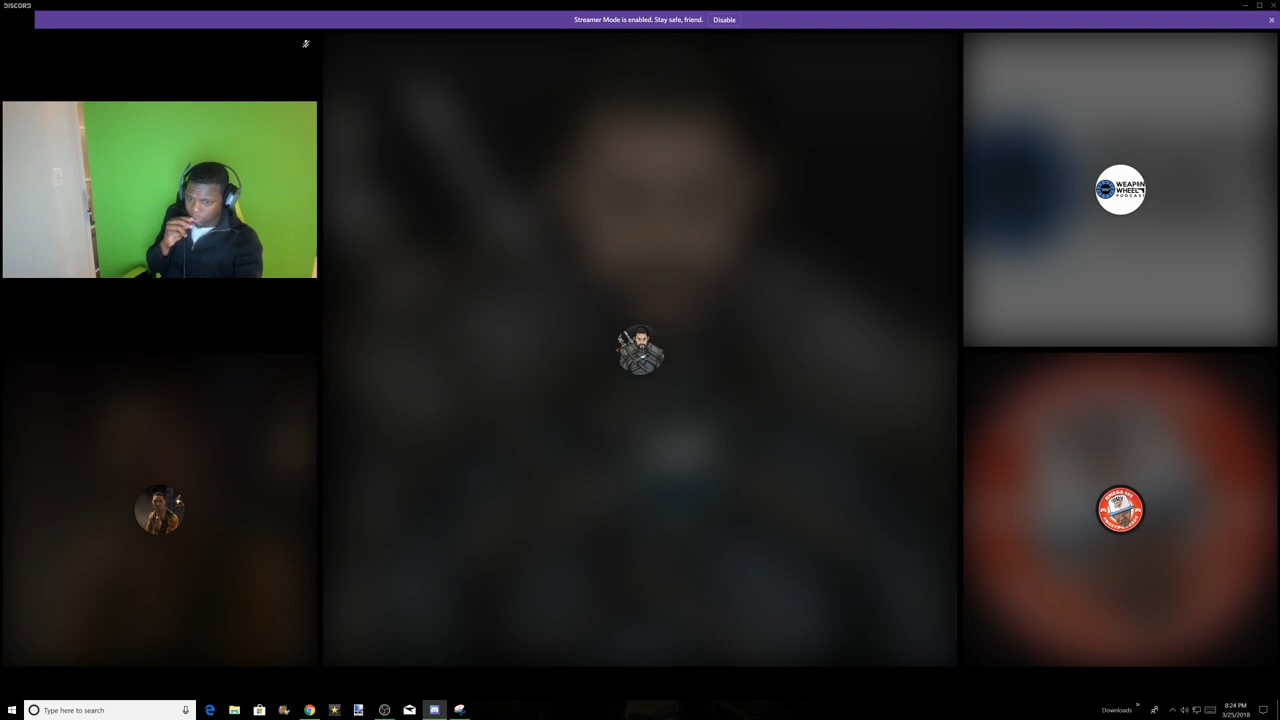 DISCORD
Streamer Mode is enabled. Stay safe, friend. Disable
WEAPIN
WHEEL
PODCAST
Type here to search
Downloads
8:24 PM
3/25/2018